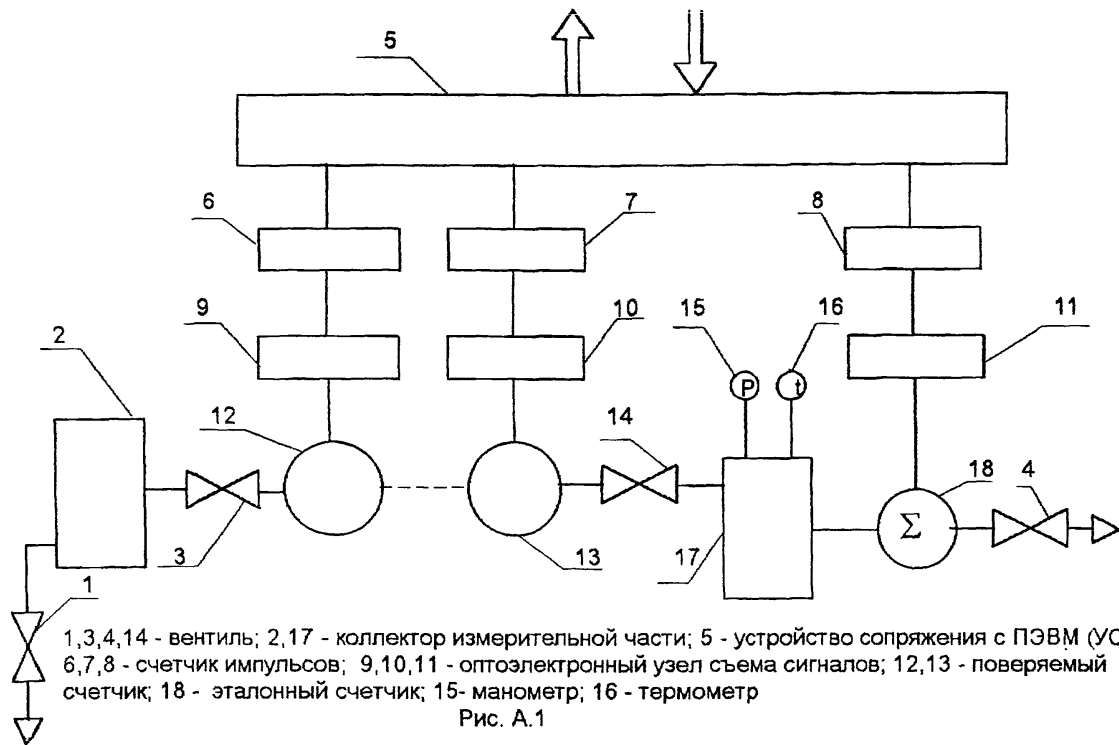 5
6
7
8
9
10
11
15
16
2
12
14
18
4
P
t
Σ
3
13
17
1
1,3,4,14 - вентиль; 2,17 - коллектор измерительной части; 5 - устройство сопряжения с ПЭВМ (УС
6,7,8 - счетчик импульсов; 9,10,11 - оптоэлектронный узел съема сигналов; 12,13 - поверяемый
счетчик; 18 - эталонный счетчик; 15- манометр; 16 - термометр
Рис. А.1